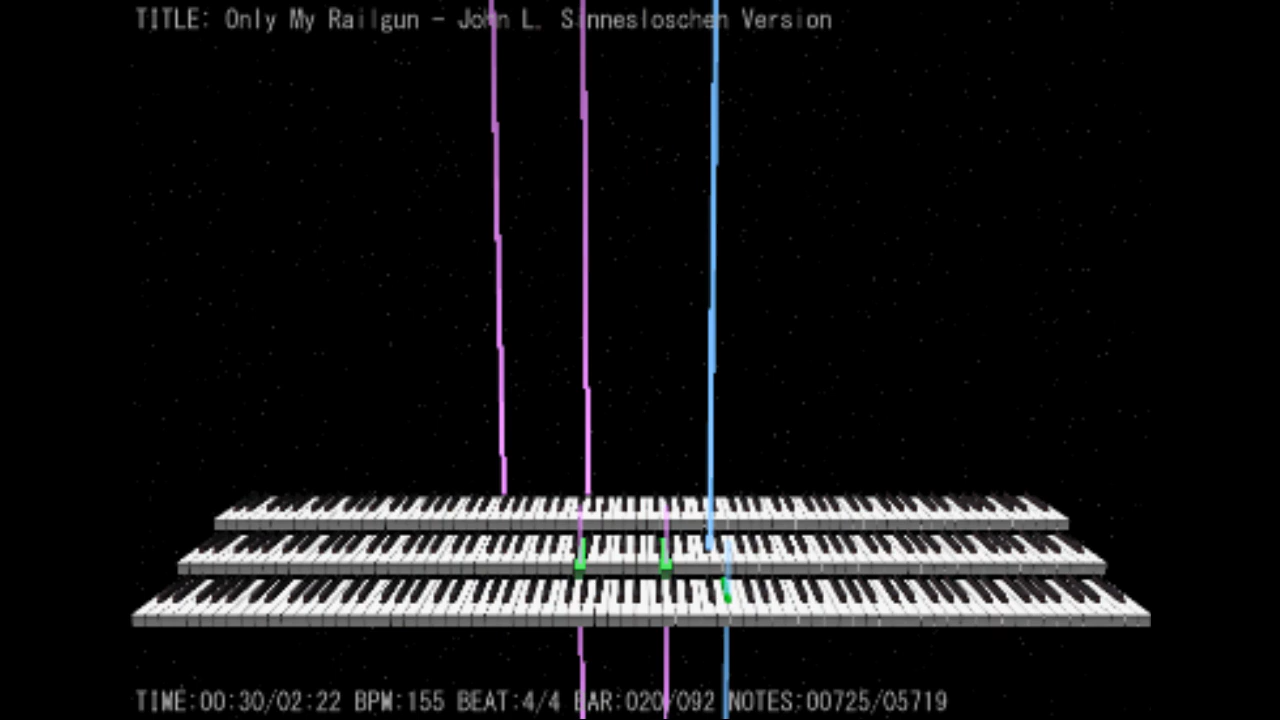 TITLE: Only My Railgun - John L. Sinnesloschen Version
TIME:00:30/02:22 BPM:155 BEAT:4/4 BAR:020/092 NOTES:00725/05719